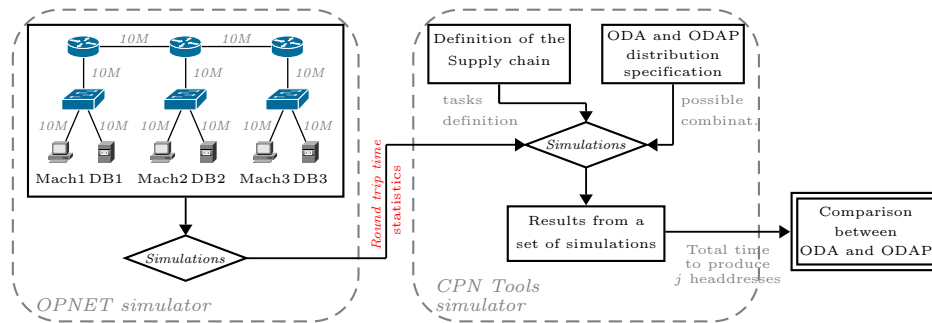 10M
10M
10M
10M
10M
10M
10M
10M
10M
10M
10M
Mach1 DB1
Mach2 DB2
Mach3 DB3
Simulations
OPNET simulator
Round trip time
statistics
Definition of the
Supply chain
ODA and ODAP
distribution
specification
tasks
definition
possible
combinat.
Simulations
Results from a
set of simulations
CPN Tools
simulator
Total time
to produce
j headdresses
Comparison
between
ODA and ODAP